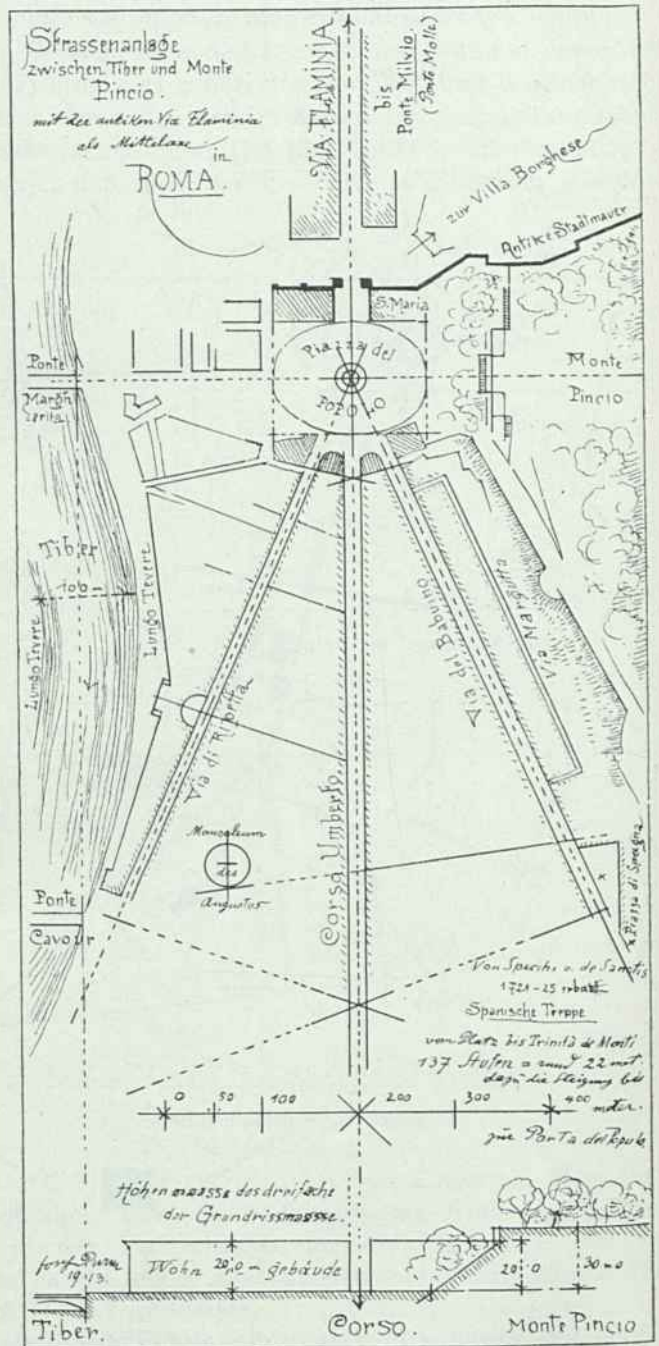 Strassenanlage
zwischen Tiber und Monte
Pincio.
mit der antiken Via Flaminia
als Mittelaxe
in
ROMA.
VIA FLAMINIA
bis
Ponte Milvio
(Ponte Molle)
zur Villa Borghese
Antike Stadtmauer
S. Maria
Piazza del
POPOLO
Ponte
Margherita
Monte
Pincio
Tiber
100
Lungo Tevere
Lungo Tevere
Via di Ripetta
Corso Umberto
Via del Babuino
Via Margutta
Mausoleum
des
Augustus
Ponte
Cavour
x
x Piazza di Spagna
Von Specchi u. de Sanctis
1721-25 erbaut
Spanische Treppe
vom Platz bis Trinità de Monti
137 Stufen = rund 22 met.
dazu die Steigung bis
zur Porta del Popolo
0 50 100 200 300 400 meter.
Höhenmaasse das dreifache
der Grundrissmaasse.
1913.
Wohn 20,0 - gebäude
20.0
30.0
Tiber.
Corso.
Monte Pincio